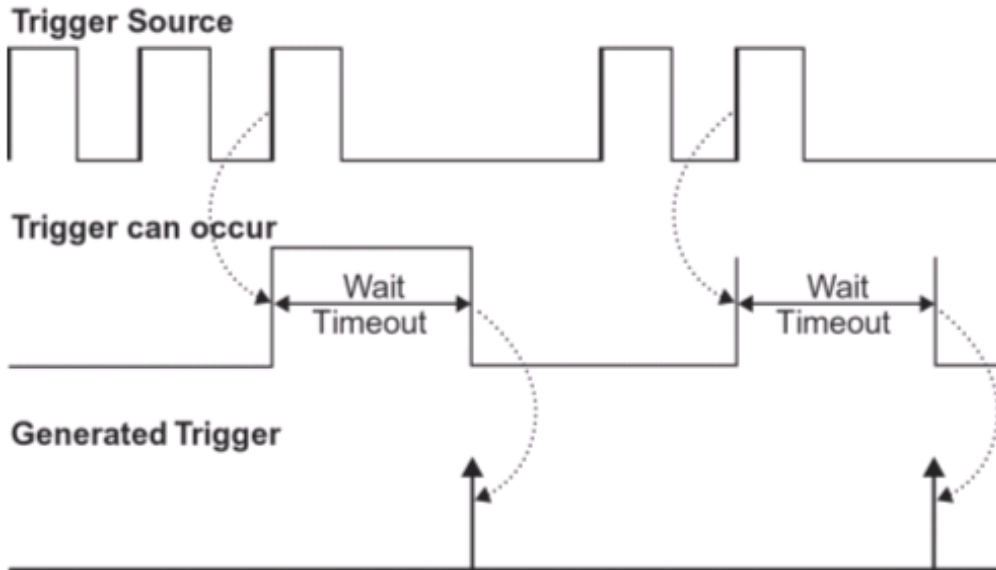 Trigger Source
Trigger can occur
Wait
Timeout
Wait
Timeout
Generated Trigger